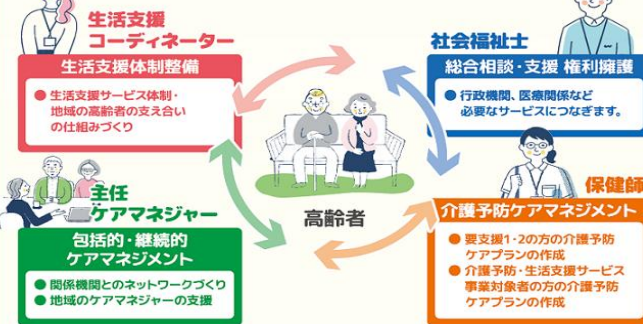 生活支援
コーディネーター
生活支援体制整備
● 生活支援サービス体制・
地域の高齢者の支え合い
の仕組みづくり
社会福祉士
総合相談・支援 権利擁護
● 行政機関、医療関係など
必要なサービスにつなぎます。
高齢者
主任
ケアマネジャー
包括的・継続的
ケアマネジメント
● 関係機関とのネットワークづくり
● 地域のケアマネジャーの支援
保健師
介護予防ケアマネジメント
● 要支援1・2の方の介護予防
ケアプランの作成
● 介護予防・生活支援サービス
事業対象者の方の介護予防
ケアプランの作成